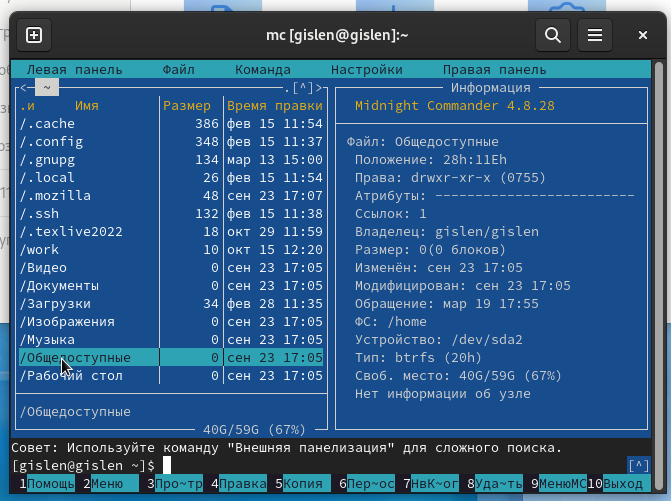 mc [gislen@gislen]:~
Левая панель Файл Команда Настройки Правая панель
<─ ~ .[^]>
.и Имя Размер Время правки
/.cache 386 фев 15 11:54
/.config 348 фев 15 11:37
/.gnupg 134 мар 13 15:00
/.local 26 фев 15 11:54
/.mozilla 48 сен 23 17:07
/.ssh 132 фев 15 11:38
/.texlive2022 18 окт 29 11:59
/work 10 окт 15 12:20
/Видео 0 сен 23 17:05
/Документы 0 сен 23 17:05
/Загрузки 34 фев 28 11:35
/Изображения 0 сен 23 17:05
/Музыка 0 сен 23 17:05
/Общедоступные 0 сен 23 17:05
/Рабочий стол 0 сен 23 17:05
/Общедоступные
40G/59G (67%)
Информация
Midnight Commander 4.8.28
Файл: Общедоступные
Положение: 28h:11Eh
Права: drwxr-xr-x (0755)
Атрибуты: ------------------------
Ссылок: 1
Владелец: gislen/gislen
Размер: 0(0 блоков)
Изменён: сен 23 17:05
Модифицирован: сен 23 17:05
Обращение: мар 19 17:55
ФС: /home
Устройство: /dev/sda2
Тип: btrfs (20h)
Своб. место: 40G/59G (67%)
Нет информации об узле
Совет: Используйте команду "Внешняя панелизация" для сложного поиска.
[gislen@gislen ~]$ [^]
1Помощь 2Меню 3Про~тр 4Правка 5Копия 6Пер~ос 7НвК~ог 8Уда~ть 9МенюMC 10Выход